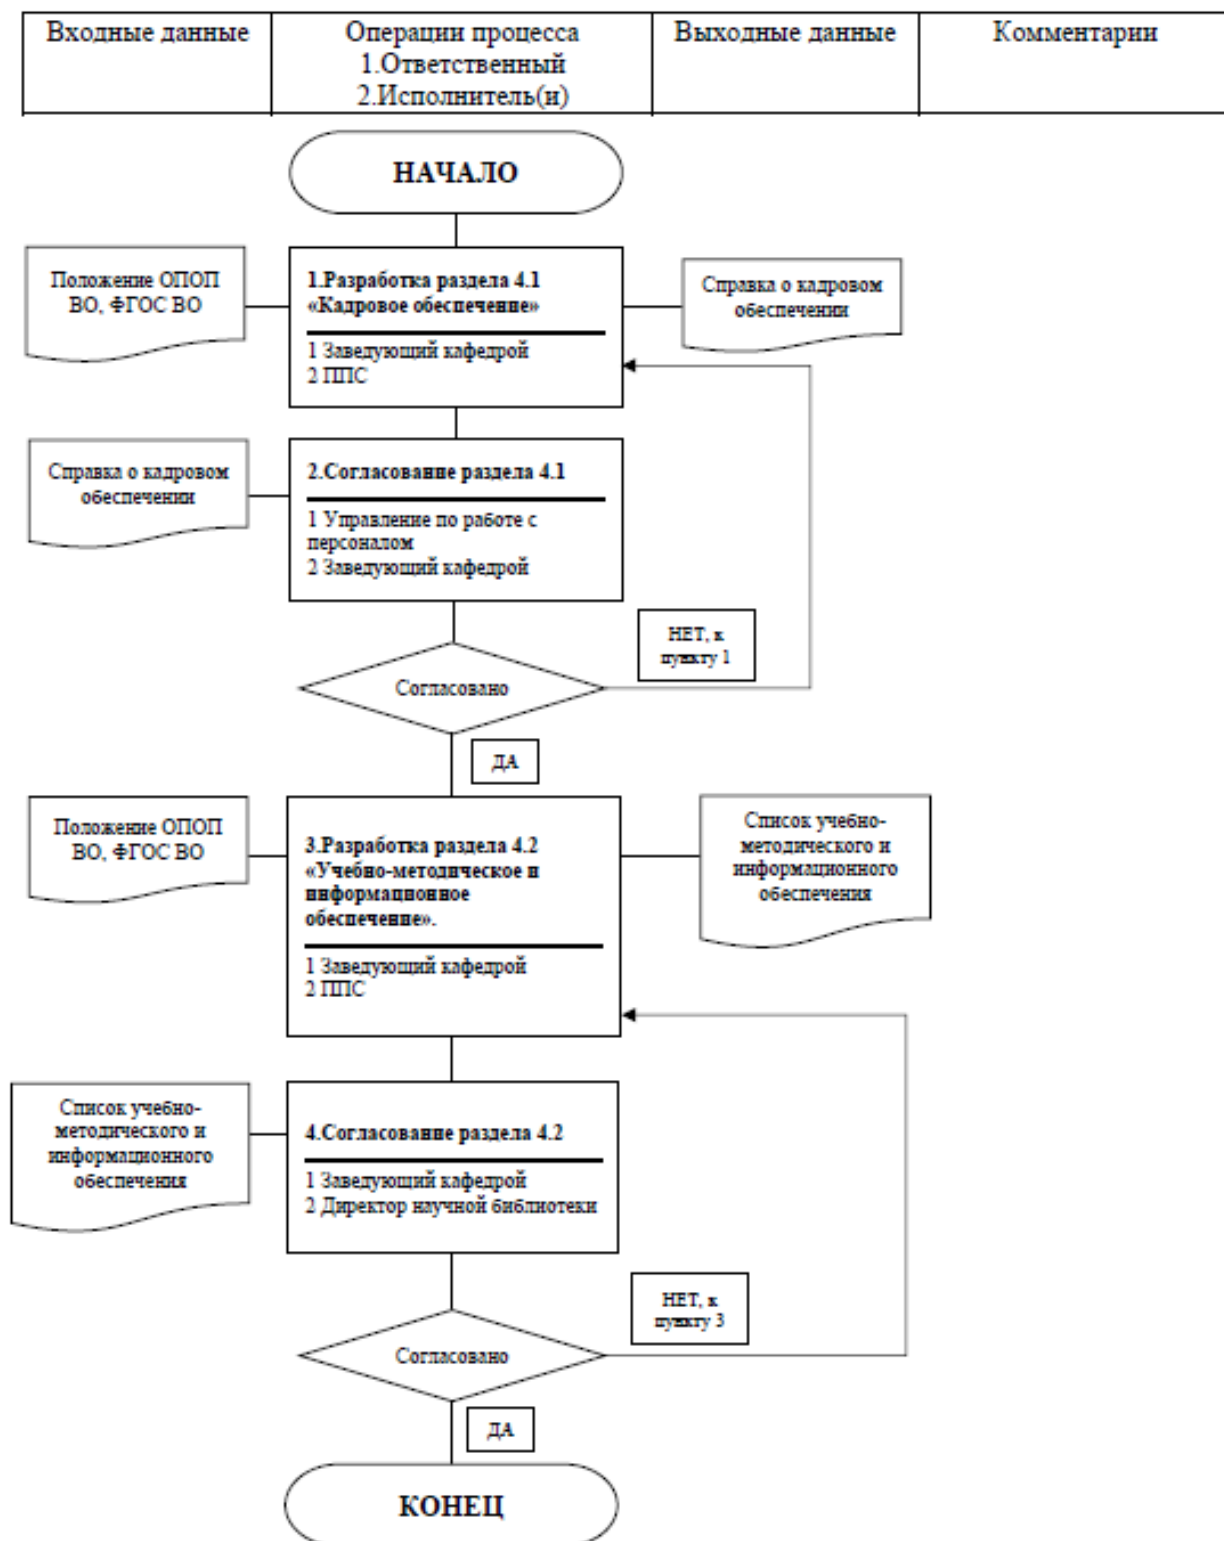 Входные данные
Операции процесса
1.Ответственный
2.Исполнитель(и)
Выходные данные
Комментарии
НАЧАЛО
Положение ОПОП
ВО, ФГОС ВО
1.Разработка раздела 4.1
«Кадровое обеспечение»
1 Заведующий кафедрой
2 ППС
Справка о кадровом
обеспечении
Справка о кадровом
обеспечении
2.Согласование раздела 4.1
1 Управление по работе с
персоналом
2 Заведующий кафедрой
НЕТ, к
пункту 1
Согласовано
ДА
Положение ОПОП
ВО, ФГОС ВО
3.Разработка раздела 4.2
«Учебно-методическое и
информационное
обеспечение».
1 Заведующий кафедрой
2 ППС
Список учебно-
методического и
информационного
обеспечения
Список учебно-
методического и
информационного
обеспечения
4.Согласование раздела 4.2
1 Заведующий кафедрой
2 Директор научной библиотеки
НЕТ, к
пункту 3
Согласовано
ДА
КОНЕЦ